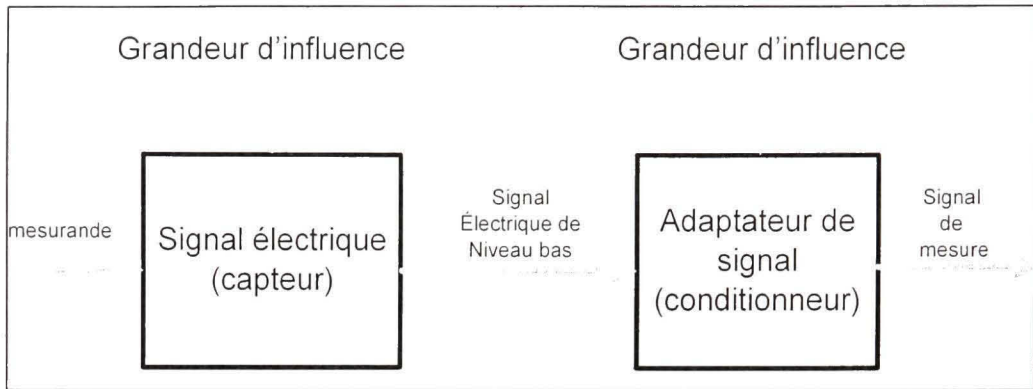 Grandeur d'influence
Grandeur d'influence
mesurande
Signal électrique
(capteur)
Signal
Électrique de
Niveau bas
Adaptateur de
signal
(conditionneur)
Signal
de
mesure